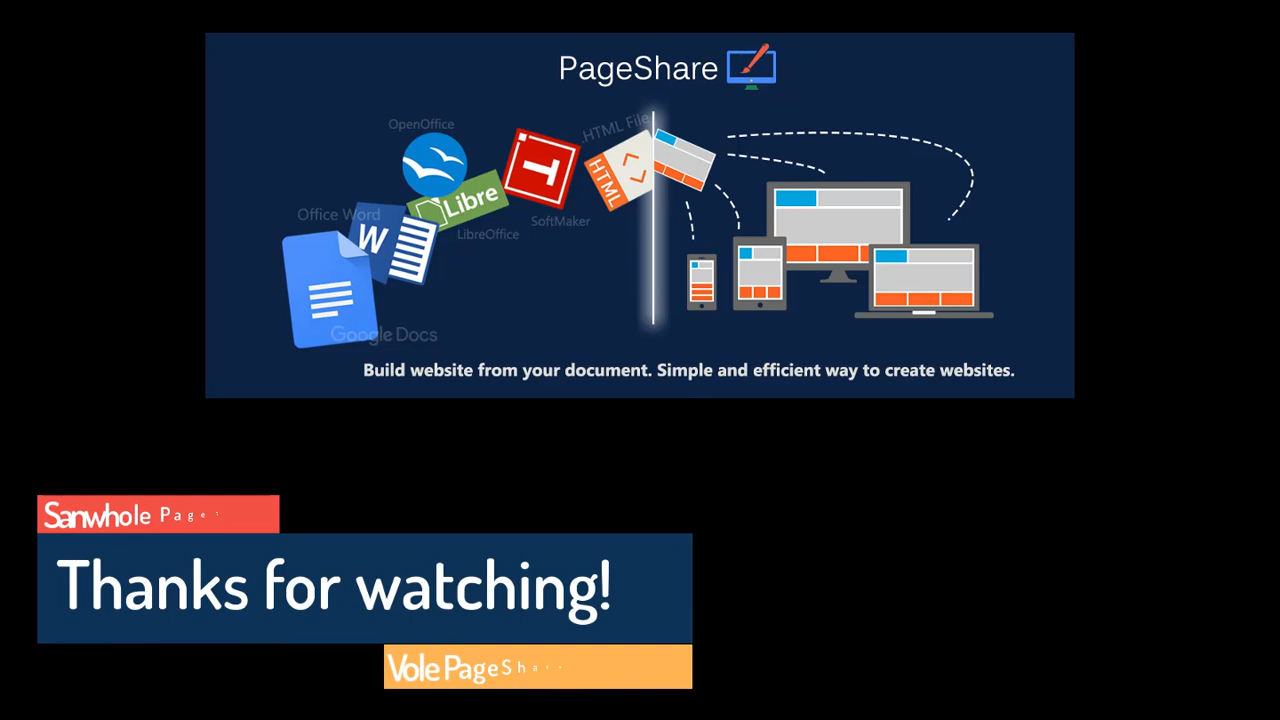 PageShare
OpenOffice
.HTML File
HTML
Libre
T
SoftMaker
Office Word
W
LibreOffice
Google Docs
Build website from your document. Simple and efficient way to create websites.
Sanwhole Page
Thanks for watching!
Vole PageShar